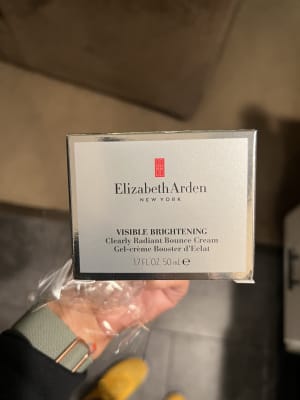 Elizabeth Arden
NEW YORK
VISIBLE BRIGHTENING
Clearly Radiant Bounce Cream
Gel-crème Booster d'Eclat
1.7 FL. OZ. 50 mL ℮